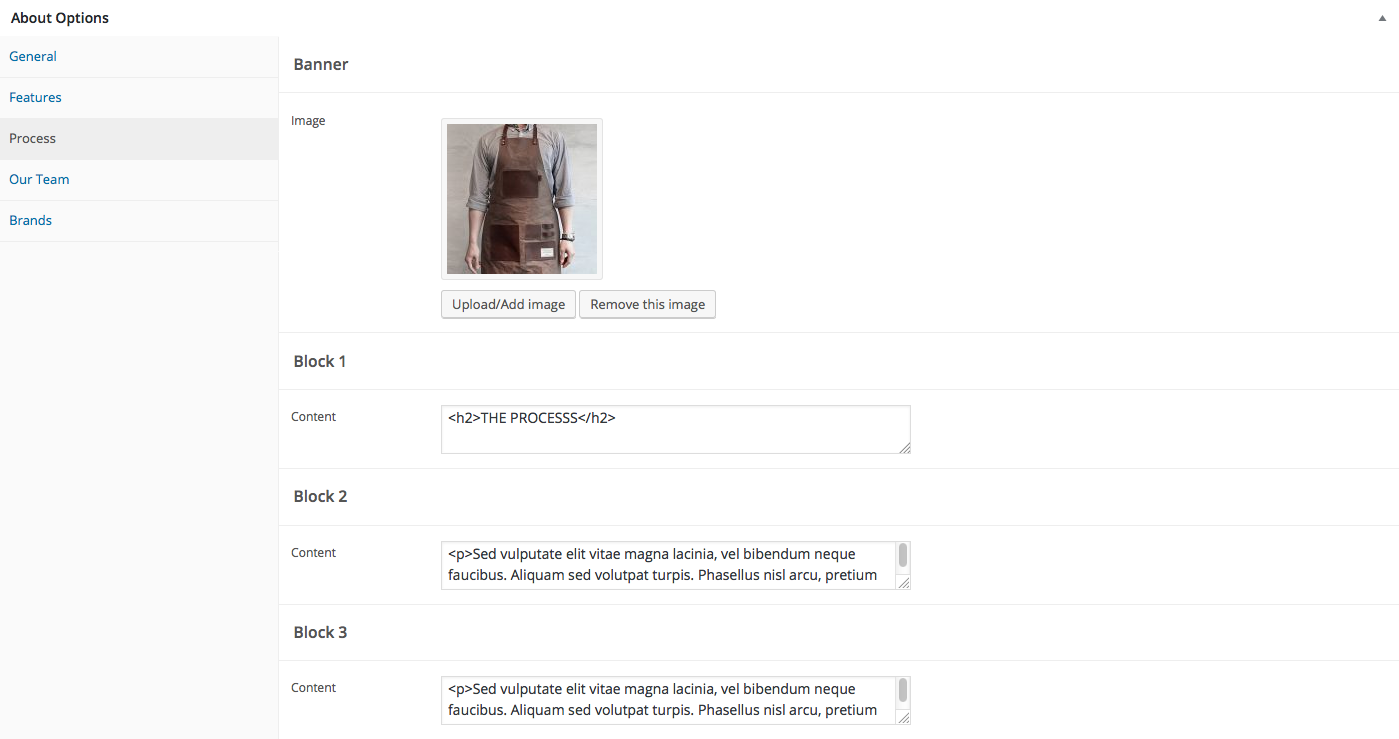 About Options
General
Features
Process
Our Team
Brands
Banner
Image
Upload/Add image Remove this image
Block 1
Content
<h2>THE PROCESSS</h2>
Block 2
Content
<p>Sed vulputate elit vitae magna lacinia, vel bibendum neque
faucibus. Aliquam sed volutpat turpis. Phasellus nisl arcu, pretium
Block 3
Content
<p>Sed vulputate elit vitae magna lacinia, vel bibendum neque
faucibus. Aliquam sed volutpat turpis. Phasellus nisl arcu, pretium